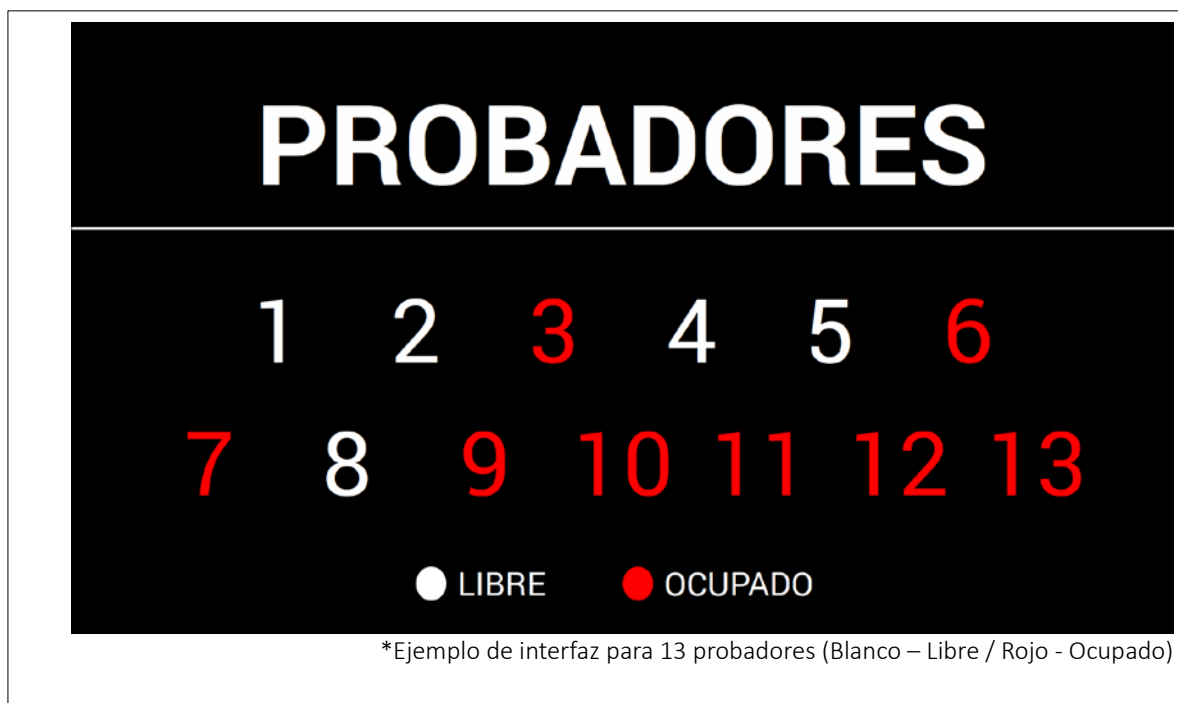 PROBADORES
1 2 3 4 5 6
7 8 9 10 11 12 13
LIBRE OCUPADO
*Ejemplo de interfaz para 13 probadores (Blanco – Libre / Rojo - Ocupado)